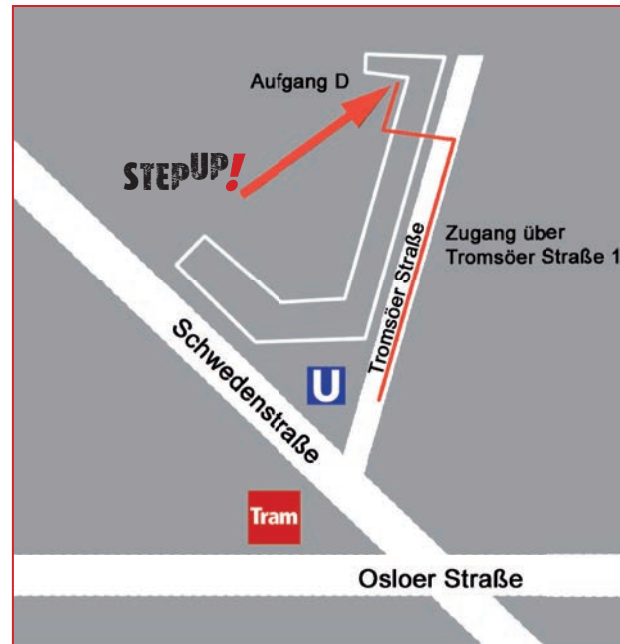 Aufgang D
STEPUP!
Zugang über
Tromsöer Straße 1
Tromsöer Straße
Schwedenstraße
U
Tram
Osloer Straße